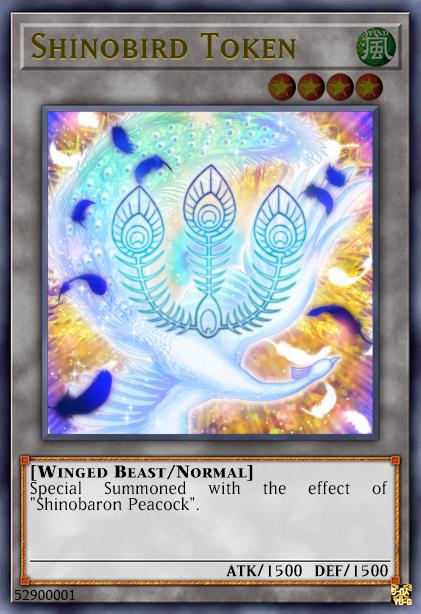 SHINOBIRD TOKEN
WIND
風
[WINGED BEAST/NORMAL]
Special Summoned with the effect of
"Shinobaron Peacock".
ATK/1500 DEF/1500
52900001